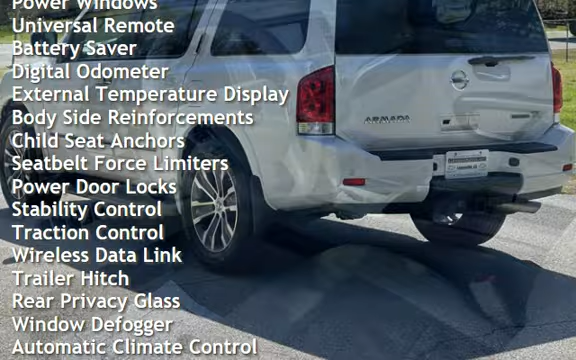 Power Windows
Universal Remote
Battery Saver
Digital Odometer
External Temperature Display
Body Side Reinforcements
Child Seat Anchors
Seatbelt Force Limiters
Power Door Locks
Stability Control
Traction Control
Wireless Data Link
Trailer Hitch
Rear Privacy Glass
Window Defogger
Automatic Climate Control
ARMADA